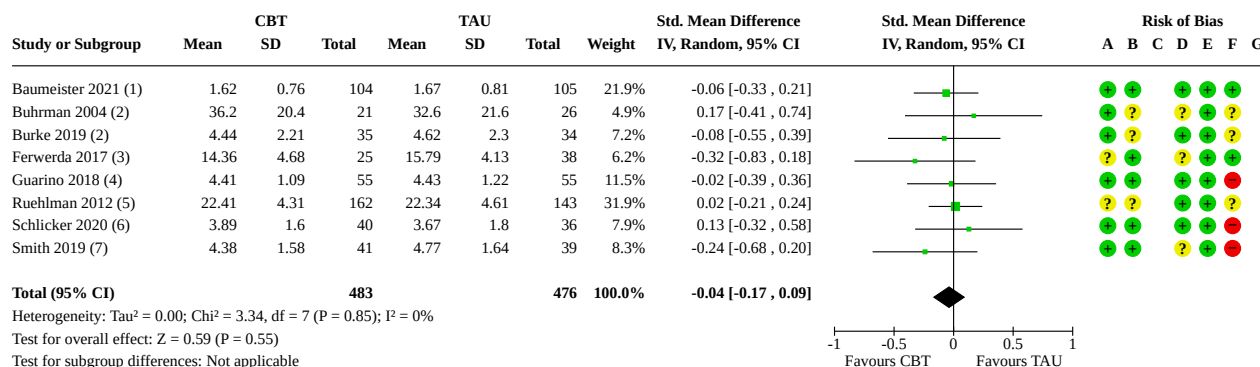 CBT TAU Std. Mean Difference Std. Mean Difference Risk of Bias
Study or Subgroup Mean SD Total Mean SD Total Weight IV, Random, 95% CI IV, Random, 95% CI A B C D E F G
Baumeister 2021 (1) 1.62 0.76 104 1.67 0.81 105 21.9% -0.06 [-0.33 , 0.21] + + + + +
Buhrman 2004 (2) 36.2 20.4 21 32.6 21.6 26 4.9% 0.17 [-0.41 , 0.74] + ? ? + ?
Burke 2019 (2) 4.44 2.21 35 4.62 2.3 34 7.2% -0.08 [-0.55 , 0.39] + ? ? + ?
Ferwerda 2017 (3) 14.36 4.68 25 15.79 4.13 38 6.2% -0.32 [-0.83 , 0.18] ? + ? + +
Guarino 2018 (4) 4.41 1.09 55 4.43 1.22 55 11.5% -0.02 [-0.39 , 0.36] + + + + −
Ruehlman 2012 (5) 22.41 4.31 162 22.34 4.61 143 31.9% 0.02 [-0.21 , 0.24] ? ? + + ?
Schlicker 2020 (6) 3.89 1.6 40 3.67 1.8 36 7.9% 0.13 [-0.32 , 0.58] + + + + −
Smith 2019 (7) 4.38 1.58 41 4.77 1.64 39 8.3% -0.24 [-0.68 , 0.20] + + ? + −
Total (95% CI) 483 476 100.0% -0.04 [-0.17 , 0.09]
Heterogeneity: Tau² = 0.00; Chi² = 3.34, df = 7 (P = 0.85); I² = 0%
Test for overall effect: Z = 0.59 (P = 0.55)
-1 -0.5 0 0.5 1
Test for subgroup differences: Not applicable Favours CBT Favours TAU